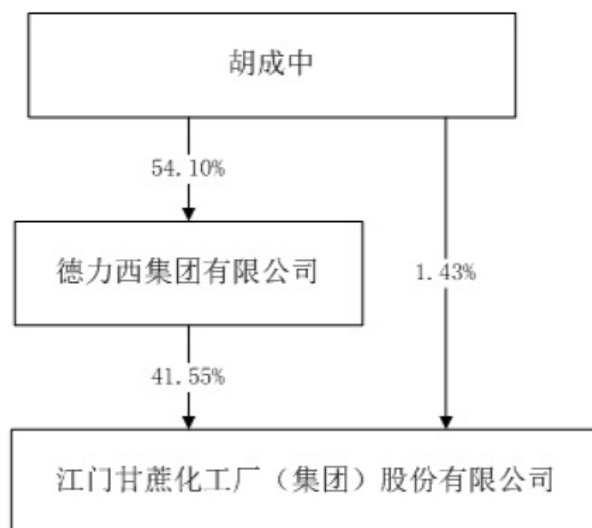 胡成中
54.10%
德力西集团有限公司
1.43%
41.55%
江门甘蔗化工厂（集团）股份有限公司